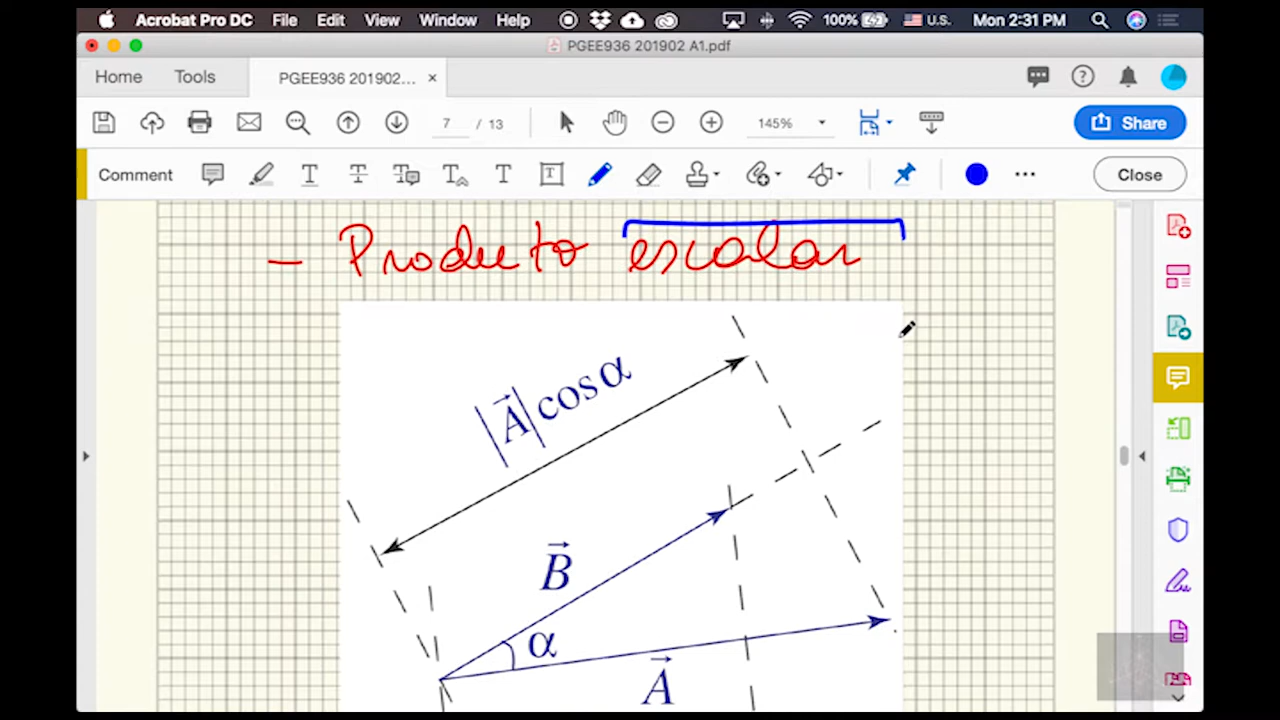 Acrobat Pro DC File Edit View Window Help 100% U.S. Mon 2:31 PM
PGEE936 201902 A1.pdf
Home Tools PGEE936 201902... ×
7 / 13 145% Share
Comment Close
- Produto escalar
|A⃗|cosα
B⃗
α
A⃗